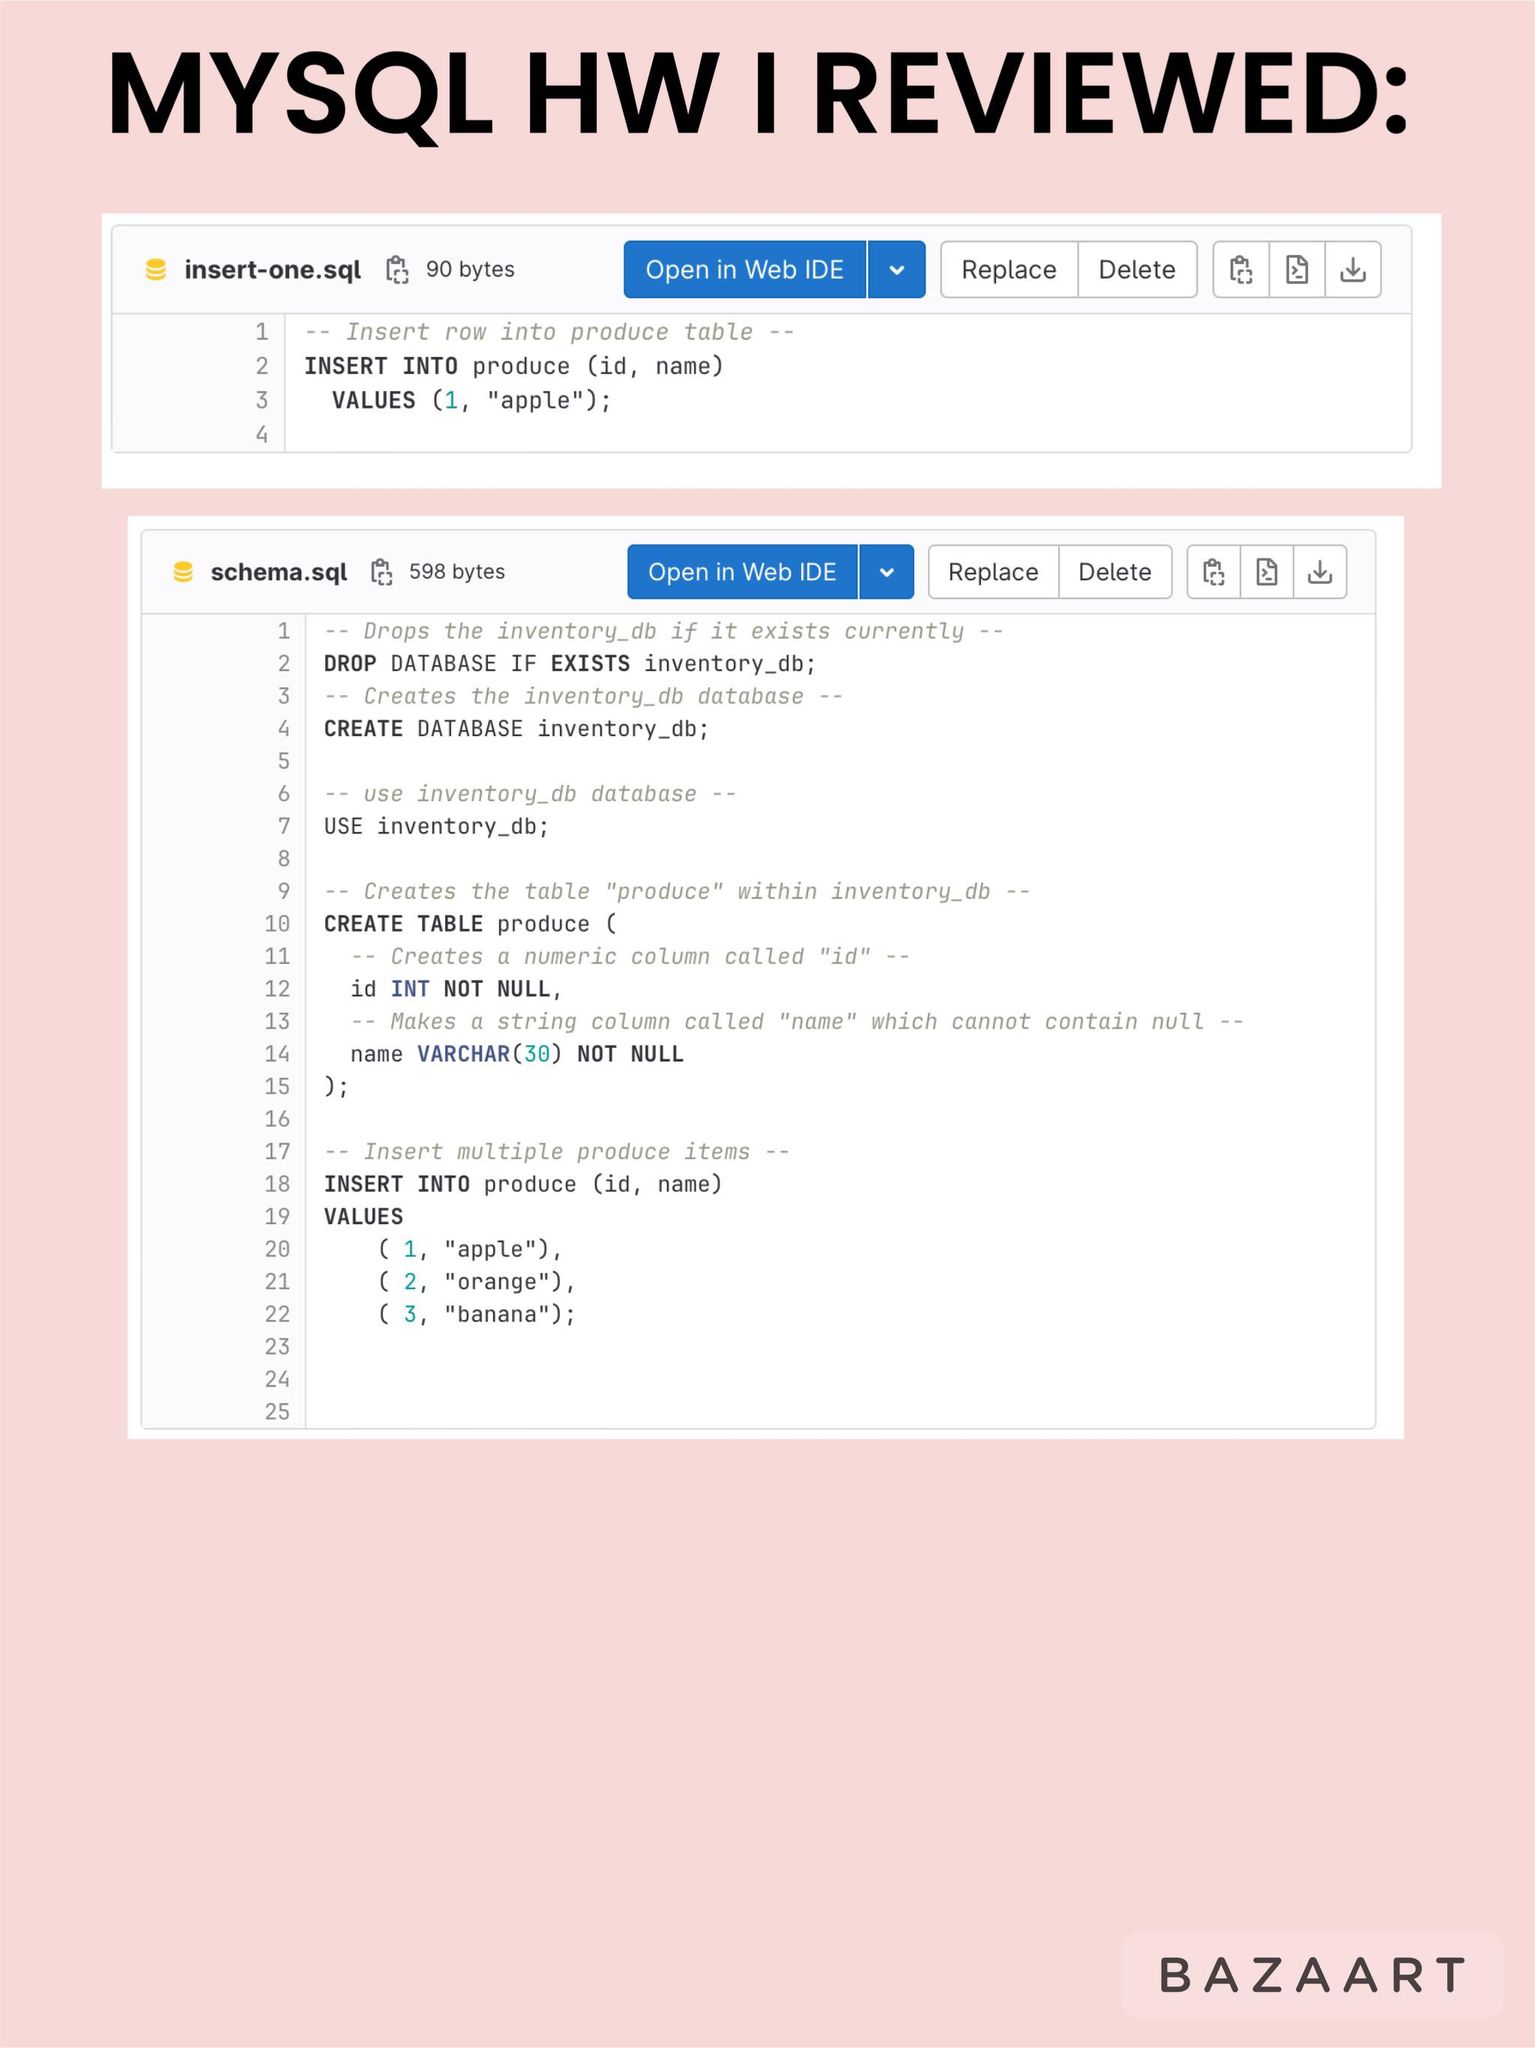 MYSQL HW I REVIEWED:
insert-one.sql 90 bytes Open in Web IDE Replace Delete
1 -- Insert row into produce table --
2 INSERT INTO produce (id, name)
3   VALUES (1, "apple");
4
schema.sql 598 bytes Open in Web IDE Replace Delete
1 -- Drops the inventory_db if it exists currently --
2 DROP DATABASE IF EXISTS inventory_db;
3 -- Creates the inventory_db database --
4 CREATE DATABASE inventory_db;
5
6 -- use inventory_db database --
7 USE inventory_db;
8
9 -- Creates the table "produce" within inventory_db --
10 CREATE TABLE produce (
11   -- Creates a numeric column called "id" --
12   id INT NOT NULL,
13   -- Makes a string column called "name" which cannot contain null --
14   name VARCHAR(30) NOT NULL
15 );
16
17 -- Insert multiple produce items --
18 INSERT INTO produce (id, name)
19 VALUES
20     ( 1, "apple"),
21     ( 2, "orange"),
22     ( 3, "banana");
23
24
25
BAZAART